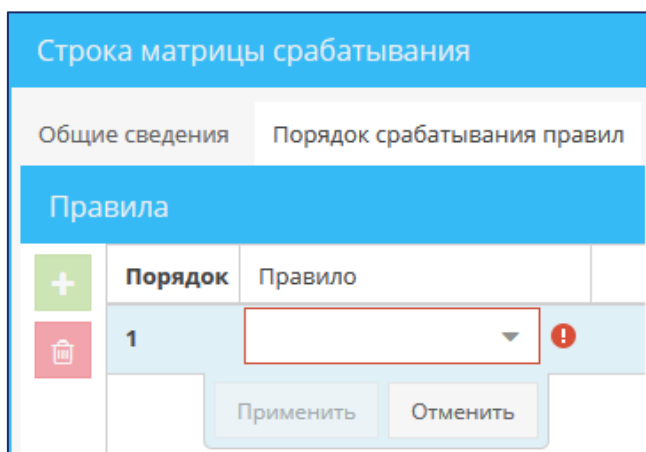 Строка матрицы срабатывания
Общие сведения Порядок срабатывания правил
Правила
Порядок Правило
1
Применить Отменить